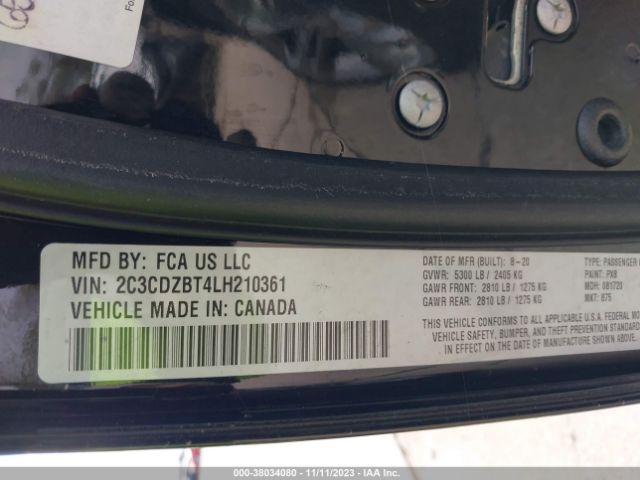 Fo
MFD BY: FCA US LLC
VIN: 2C3CDZBT4LH210361
VEHICLE MADE IN: CANADA
DATE OF MFR (BUILT): 8-20
GVWR: 5300 LB / 2405 KG
GAWR FRONT: 2810 LB / 1275 KG
GAWR REAR: 2810 LB / 1275 KG
TYPE: PASSENGER
PAINT: PX8
MDH: 081720
MKT: B75
THIS VEHICLE CONFORMS TO ALL APPLICABLE U.S.A. FEDERAL MO
VEHICLE SAFETY, BUMPER, AND THEFT PREVENTION STANDARD
IN EFFECT ON THE DATE OF MANUFACTURE SHOWN ABOVE.
000-38034080 - 11/11/2023 - IAA Inc.